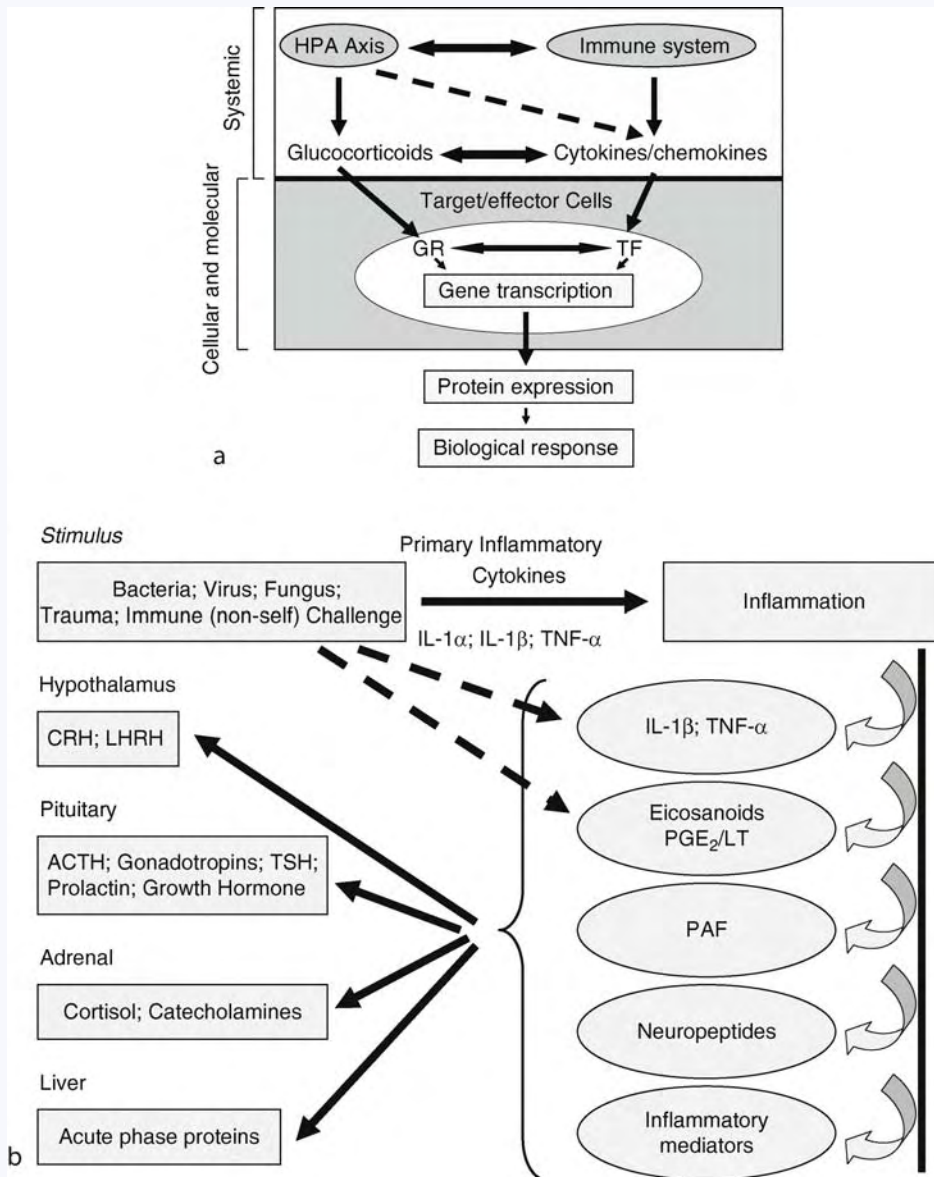 Systemic
HPA Axis
Immune system
Glucocorticoids
Cytokines/chemokines
Cellular and molecular
Target/effector Cells
GR
TF
Gene transcription
Protein expression
Biological response
a
Stimulus
Bacteria; Virus; Fungus;
Trauma; Immune (non-self) Challenge
Primary Inflammatory
Cytokines
IL-1α; IL-1β; TNF-α
Inflammation
Hypothalamus
CRH; LHRH
Pituitary
ACTH; Gonadotropins; TSH;
Prolactin; Growth Hormone
Adrenal
Cortisol; Catecholamines
Liver
Acute phase proteins
IL-1β; TNF-α
Eicosanoids
PGE₂/LT
PAF
Neuropeptides
Inflammatory
mediators
b